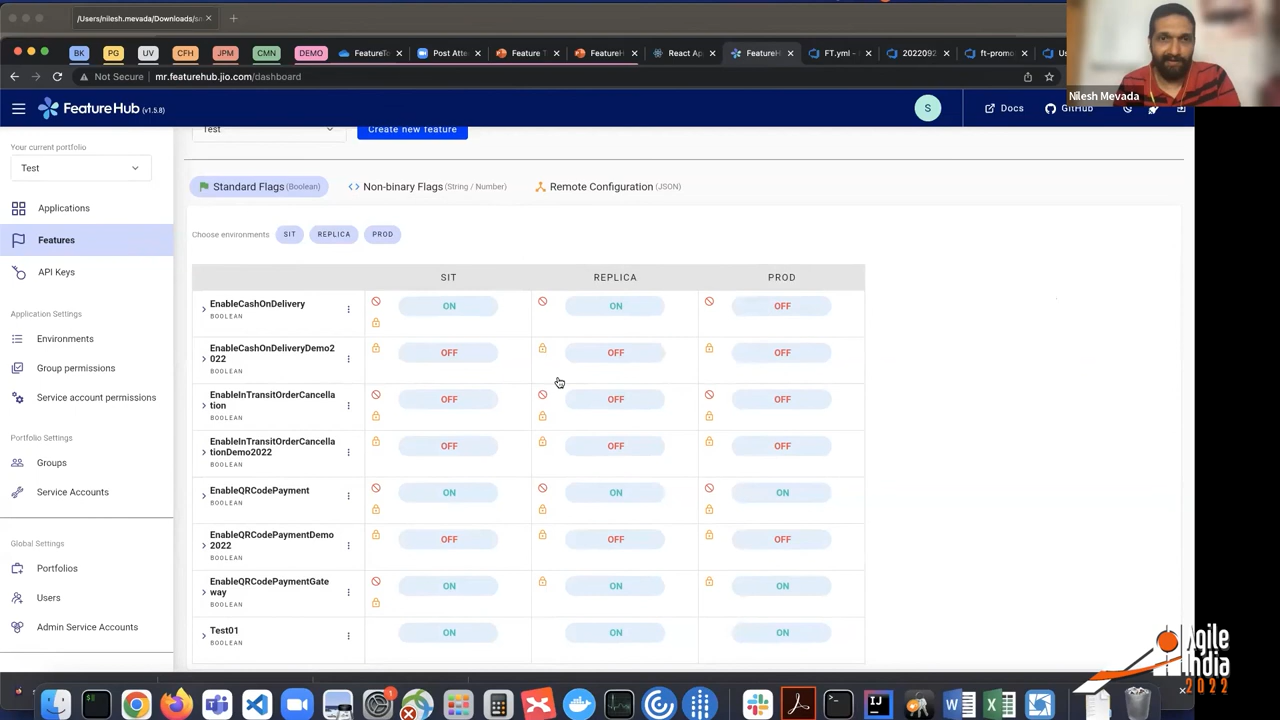 /Users/nilesh.mevada/Downloads/sn
BK
PG
UV
CFH
JPM
CMN
DEMO
FeatureTo
Post Atte
Feature T
FeatureH
React Ap
FeatureH
FT.yml -
2022092
ft-promo
Us
Not Secure
mr.featurehub.jio.com/dashboard
Nilesh Mevada
FeatureHub (v1.5.8)
S
Docs
GitHub
Your current portfolio
Test
Applications
Features
API Keys
Application Settings
Environments
Group permissions
Service account permissions
Portfolio Settings
Groups
Service Accounts
Global Settings
Portfolios
Users
Admin Service Accounts
Test
Create new feature
Standard Flags (Boolean)
Non-binary Flags (String / Number)
Remote Configuration (JSON)
Choose environments SIT REPLICA PROD
SIT REPLICA PROD
EnableCashOnDelivery
BOOLEAN
ON ON OFF
EnableCashOnDeliveryDemo2
022
BOOLEAN
OFF OFF OFF
EnableInTransitOrderCancella
tion
BOOLEAN
OFF OFF OFF
EnableInTransitOrderCancella
tionDemo2022
BOOLEAN
OFF OFF OFF
EnableQRCodePayment
BOOLEAN
ON ON ON
EnableQRCodePaymentDemo
2022
BOOLEAN
OFF OFF OFF
EnableQRCodePaymentGate
way
BOOLEAN
ON ON ON
Test01
BOOLEAN
ON ON ON
Agile
India
2022
1